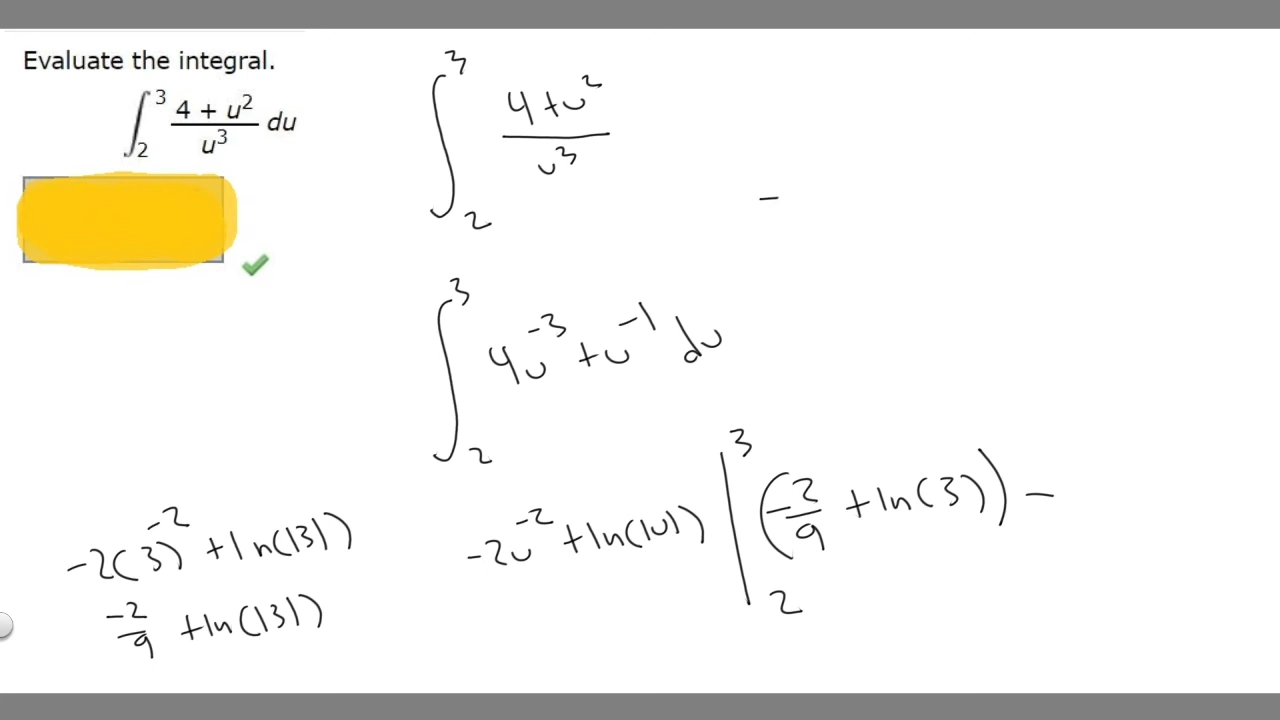 Evaluate the integral.
∫₂³ (4 + u²)/u³ du
∫₂³ (4+u²)/u³
−
∫₂³ 4u⁻³+u⁻¹ du
-2u⁻² +ln(|u|) |₂³ (-2/9 +ln(3)) −
-2(3)⁻² +ln(|3|)
-2/9 +ln(|3|)